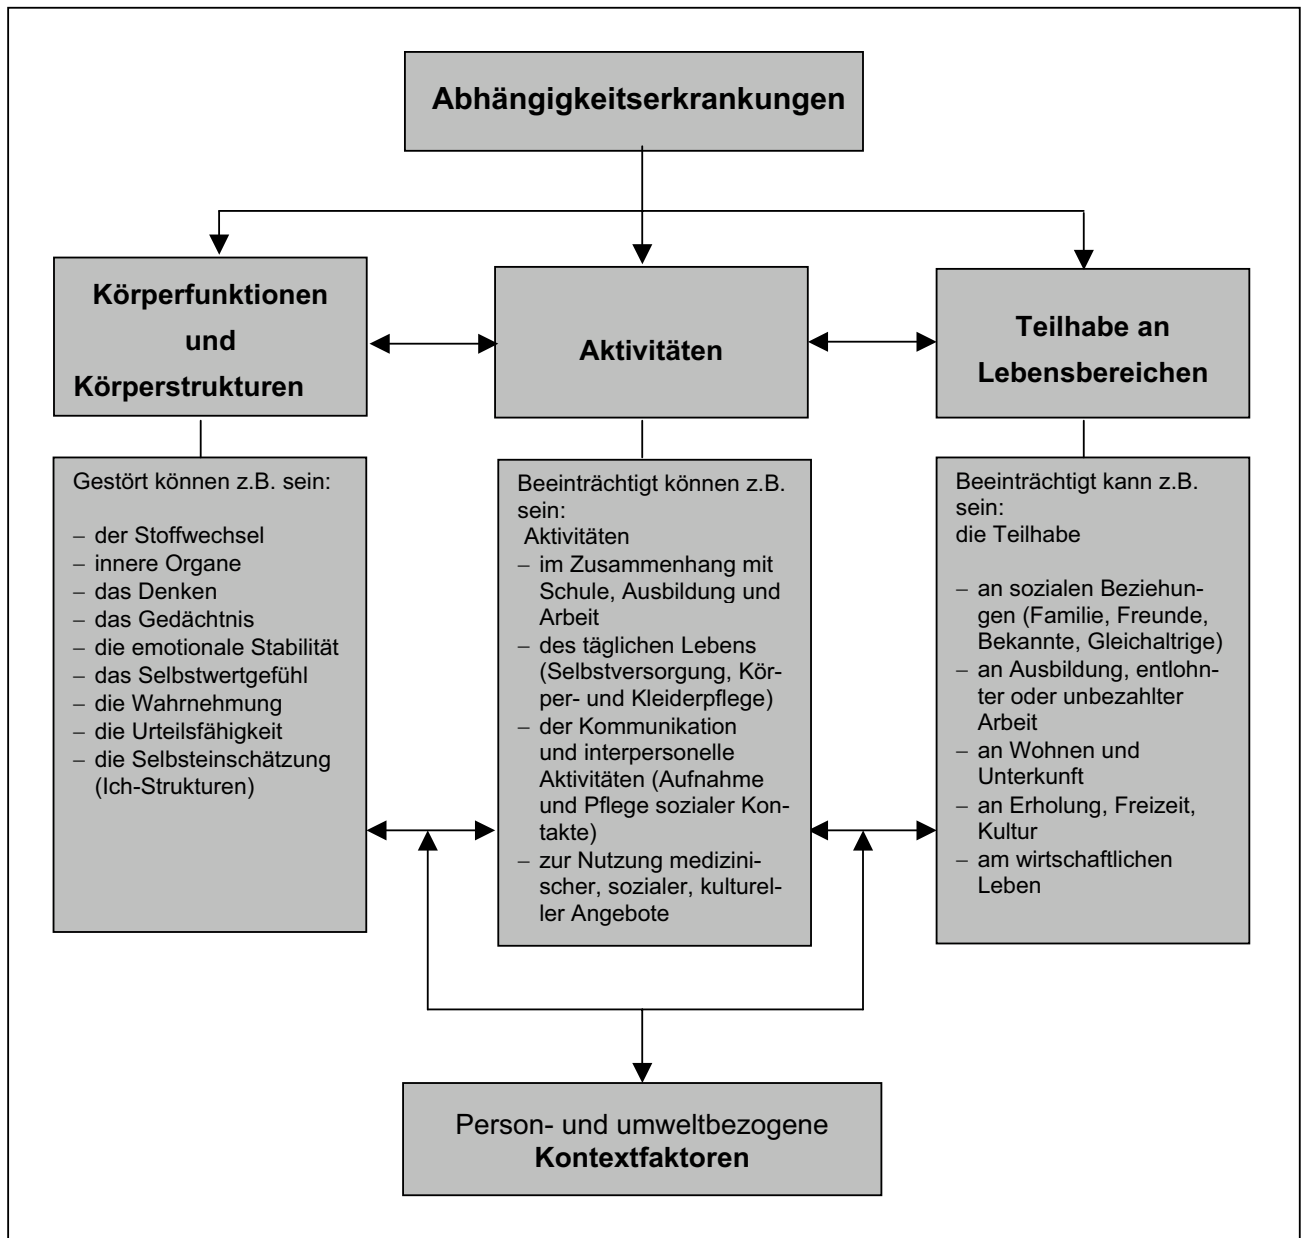 Abhängigkeitserkrankungen
Körperfunktionen
und
Körperstrukturen
Aktivitäten
Teilhabe an
Lebensbereichen
Gestört können z.B. sein:
– der Stoffwechsel
– innere Organe
– das Denken
– das Gedächtnis
– die emotionale Stabilität
– das Selbstwertgefühl
– die Wahrnehmung
– die Urteilsfähigkeit
– die Selbsteinschätzung
(Ich-Strukturen)
Beeinträchtigt können z.B.
sein:
Aktivitäten
– im Zusammenhang mit
Schule, Ausbildung und
Arbeit
– des täglichen Lebens
(Selbstversorgung, Kör-
per- und Kleiderpflege)
– der Kommunikation
und interpersonelle
Aktivitäten (Aufnahme
und Pflege sozialer Kon-
takte)
– zur Nutzung medizini-
scher, sozialer, kulturel-
ler Angebote
Beeinträchtigt kann z.B.
sein:
die Teilhabe
– an sozialen Beziehun-
gen (Familie, Freunde,
Bekannte, Gleichaltrige)
– an Ausbildung, entlohn-
ter oder unbezahlter
Arbeit
– an Wohnen und
Unterkunft
– an Erholung, Freizeit,
Kultur
– am wirtschaftlichen
Leben
Person- und umweltbezogene
Kontextfaktoren